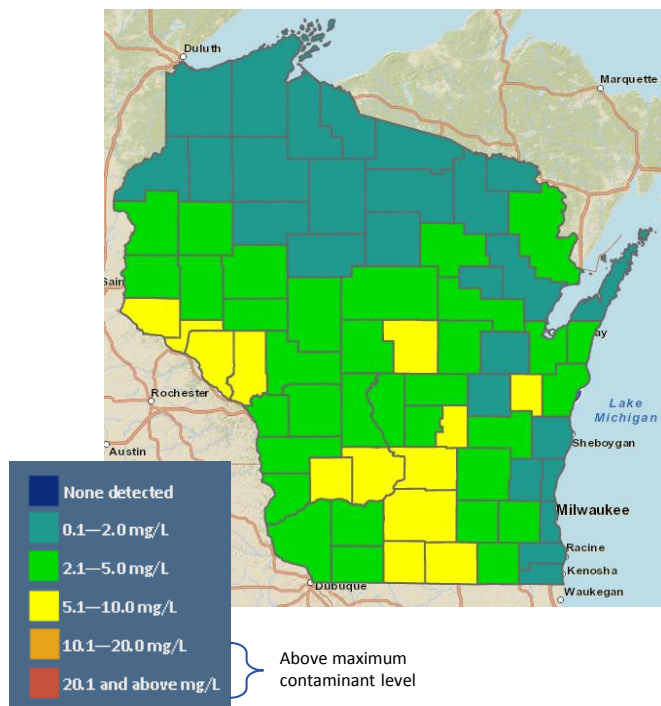 Duluth
Marquette
Sain
Rochester
Austin
Lake
Michigan
Sheboygan
Milwaukee
Racine
Kenosha
Waukegan
Dubuque
None detected
0.1—2.0 mg/L
2.1—5.0 mg/L
5.1—10.0 mg/L
10.1—20.0 mg/L
20.1 and above mg/L
Above maximum
contaminant level